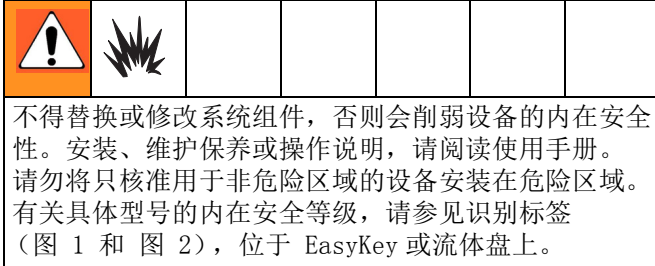 不得替换或修改系统组件，否则会削弱设备的内在安全
性。安装、维护保养或操作说明，请阅读使用手册。
请勿将只核准用于非危险区域的设备安装在危险区域。
有关具体型号的内在安全等级，请参见识别标签
（图 1 和 图 2），位于 EasyKey 或流体盘上。